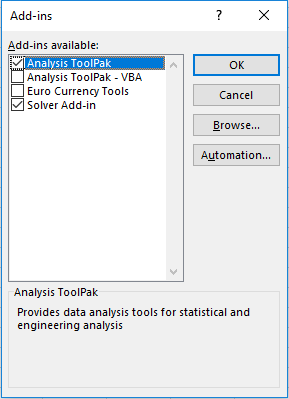 Add-ins
?
Add-ins available:
Analysis ToolPak
Analysis ToolPak - VBA
Euro Currency Tools
Solver Add-in
OK
Cancel
Browse...
Automation...
Analysis ToolPak
Provides data analysis tools for statistical and
engineering analysis